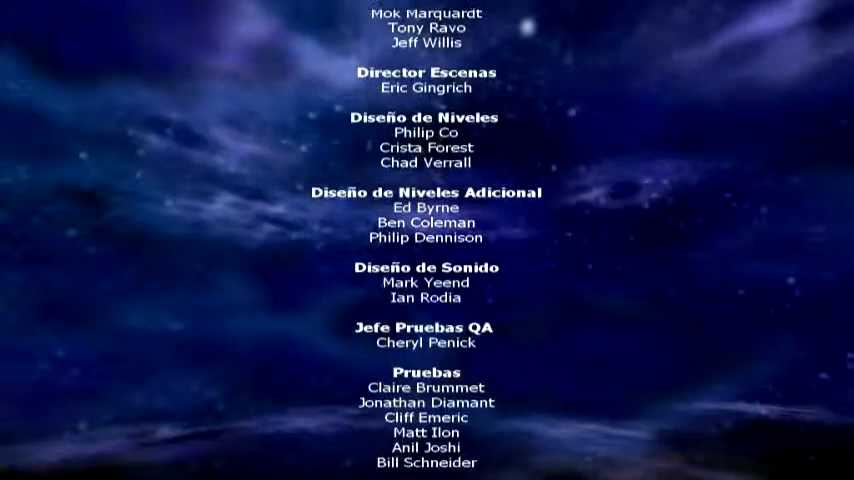 Mok Marquardt
Tony Ravo
Jeff Willis
Director Escenas
Eric Gingrich
Diseño de Niveles
Philip Co
Crista Forest
Chad Verrall
Diseño de Niveles Adicional
Ed Byrne
Ben Coleman
Philip Dennison
Diseño de Sonido
Mark Yeend
Ian Rodia
Jefe Pruebas QA
Cheryl Penick
Pruebas
Claire Brummet
Jonathan Diamant
Cliff Emeric
Matt Ilon
Anil Joshi
Bill Schneider